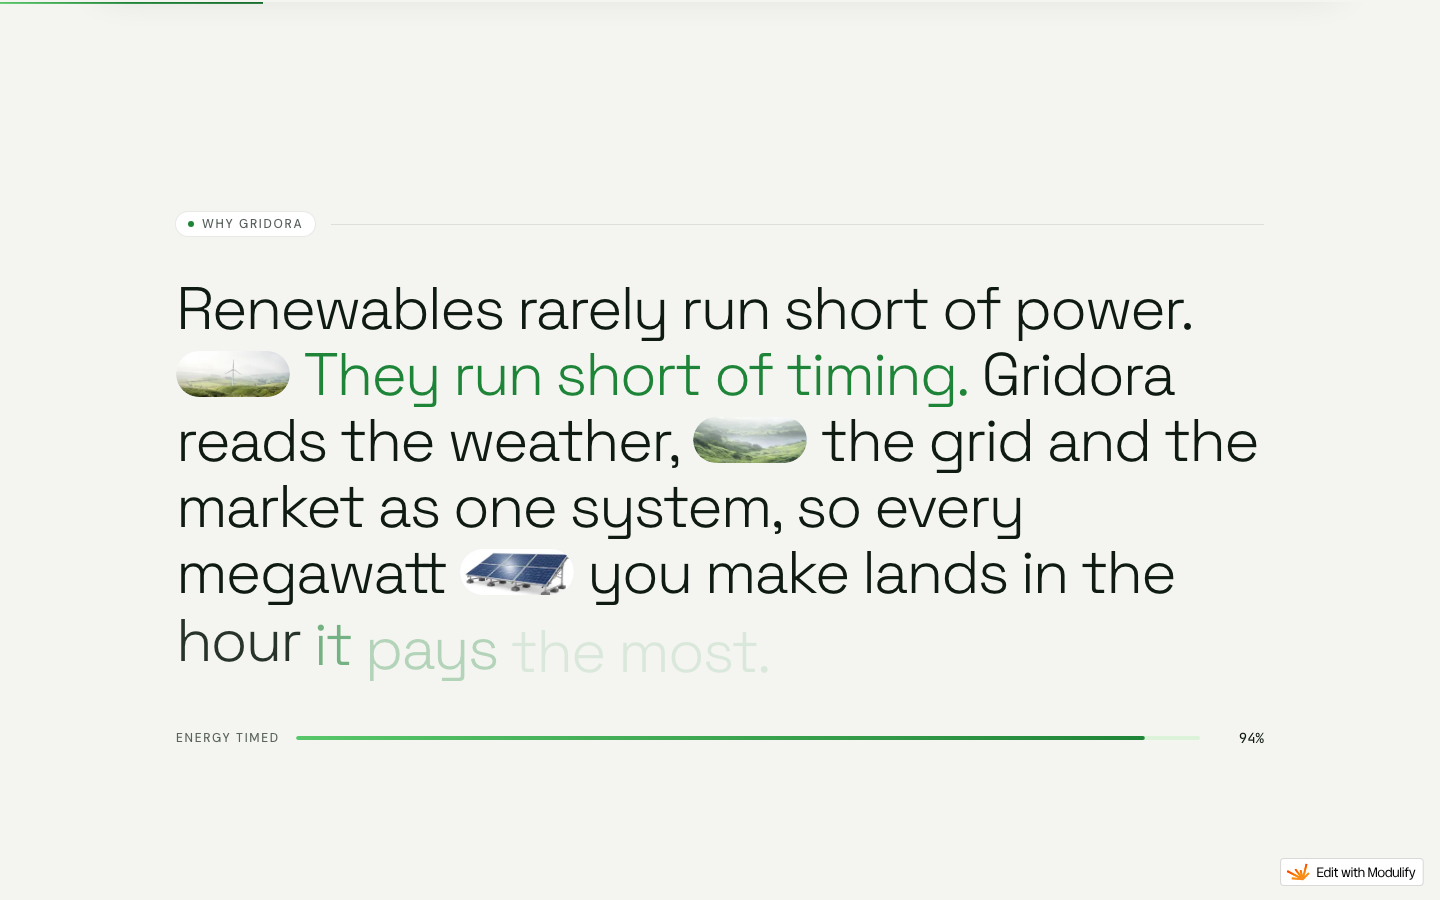 WHY GRIDORA
Renewables rarely run short of power.
They run short of timing. Gridora
reads the weather, the grid and the
market as one system, so every
megawatt you make lands in the
hour it pays the most.
ENERGY TIMED 94%
Edit with Modulify